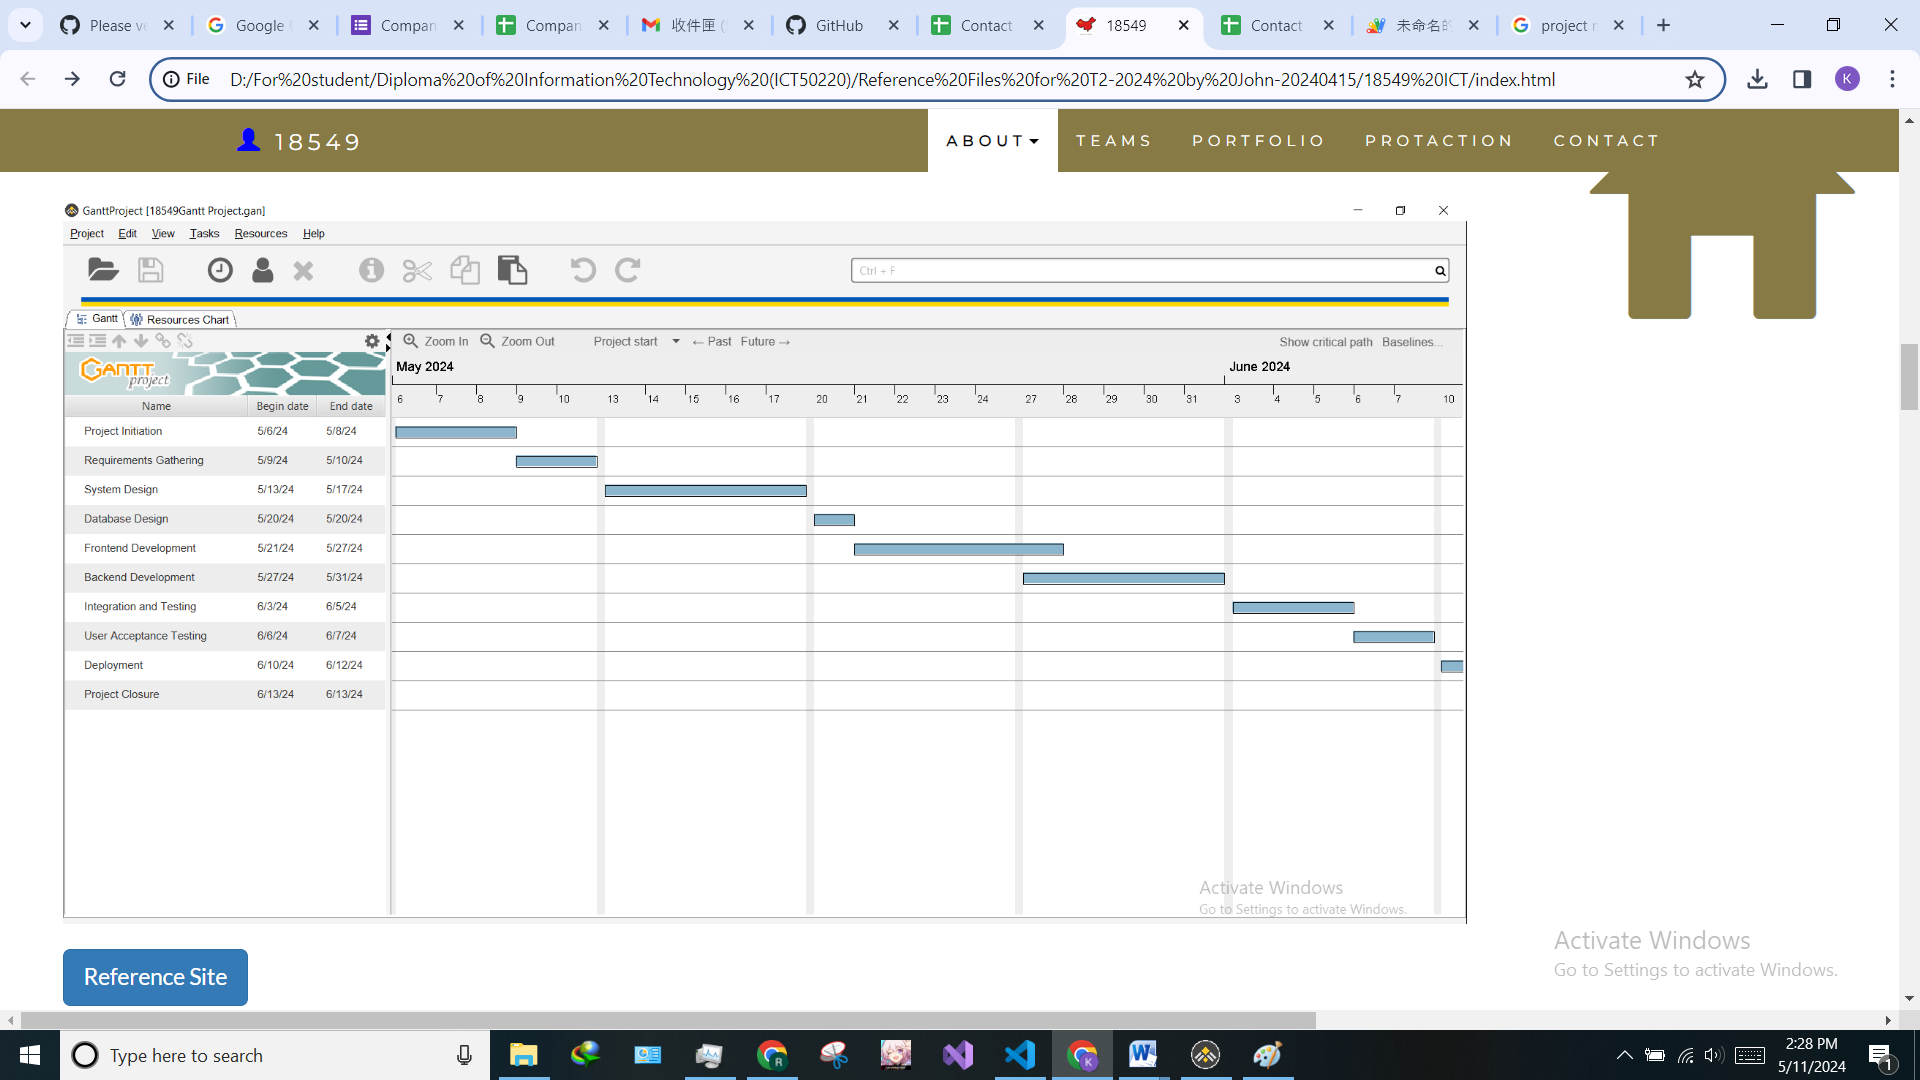 Please ve
Google
Compan
Compan
收件匣
GitHub
Contact
18549
Contact
未命名的
project
File D:/For%20student/Diploma%20of%20Information%20Technology%20(ICT50220)/Reference%20Files%20for%20T2-2024%20by%20John-20240415/18549%20ICT/index.html
K
18549 ABOUT TEAMS PORTFOLIO PROTACTION CONTACT
GanttProject [18549Gantt Project.gan]
Project Edit View Tasks Resources Help
Ctrl + F
Gantt Resources Chart
Zoom In Zoom Out Project start ← Past Future → Show critical path Baselines...
GANTT project
May 2024 June 2024
6 7 8 9 10 13 14 15 16 17 20 21 22 23 24 27 28 29 30 31 3 4 5 6 7 10
Name Begin date End date
Project Initiation 5/6/24 5/8/24
Requirements Gathering 5/9/24 5/10/24
System Design 5/13/24 5/17/24
Database Design 5/20/24 5/20/24
Frontend Development 5/21/24 5/27/24
Backend Development 5/27/24 5/31/24
Integration and Testing 6/3/24 6/5/24
User Acceptance Testing 6/6/24 6/7/24
Deployment 6/10/24 6/12/24
Project Closure 6/13/24 6/13/24
Activate Windows
Go to Settings to activate Windows.
Activate Windows
Go to Settings to activate Windows.
Reference Site
Type here to search
2:28 PM
5/11/2024
1